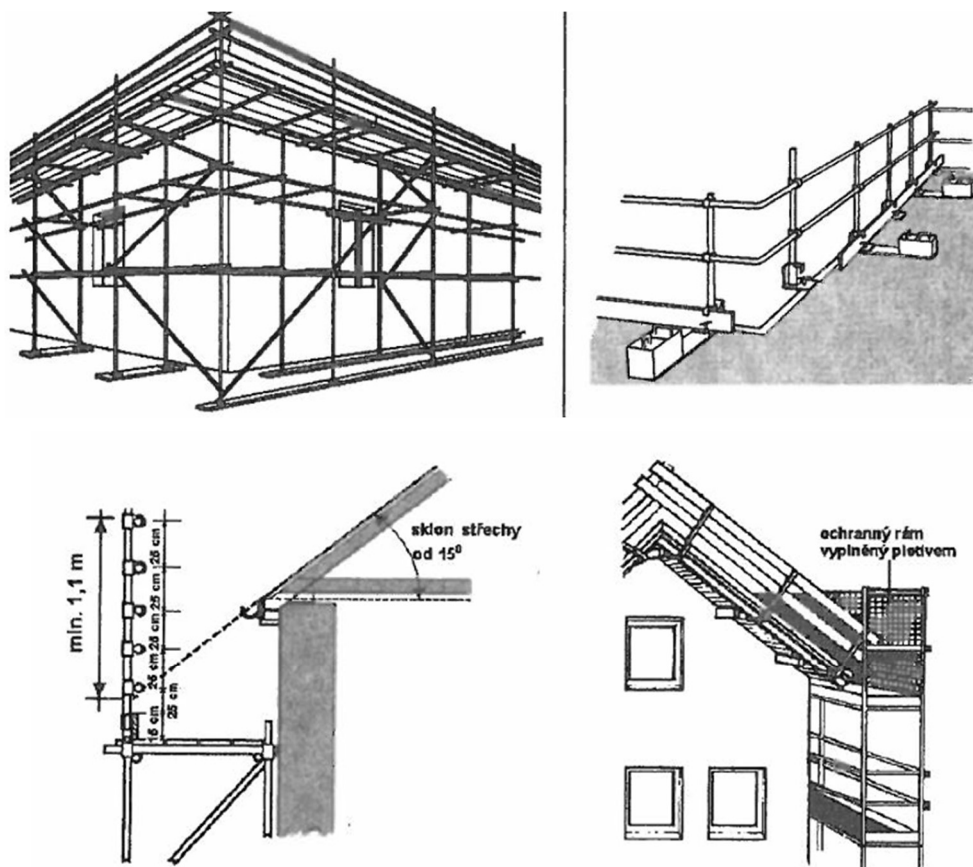 min. 1,1 m
25 cm
25 cm
25 cm
25 cm
25 cm
15 cm
sklon střechy
od 15⁰
ochranný rám
vyplněný pletivem